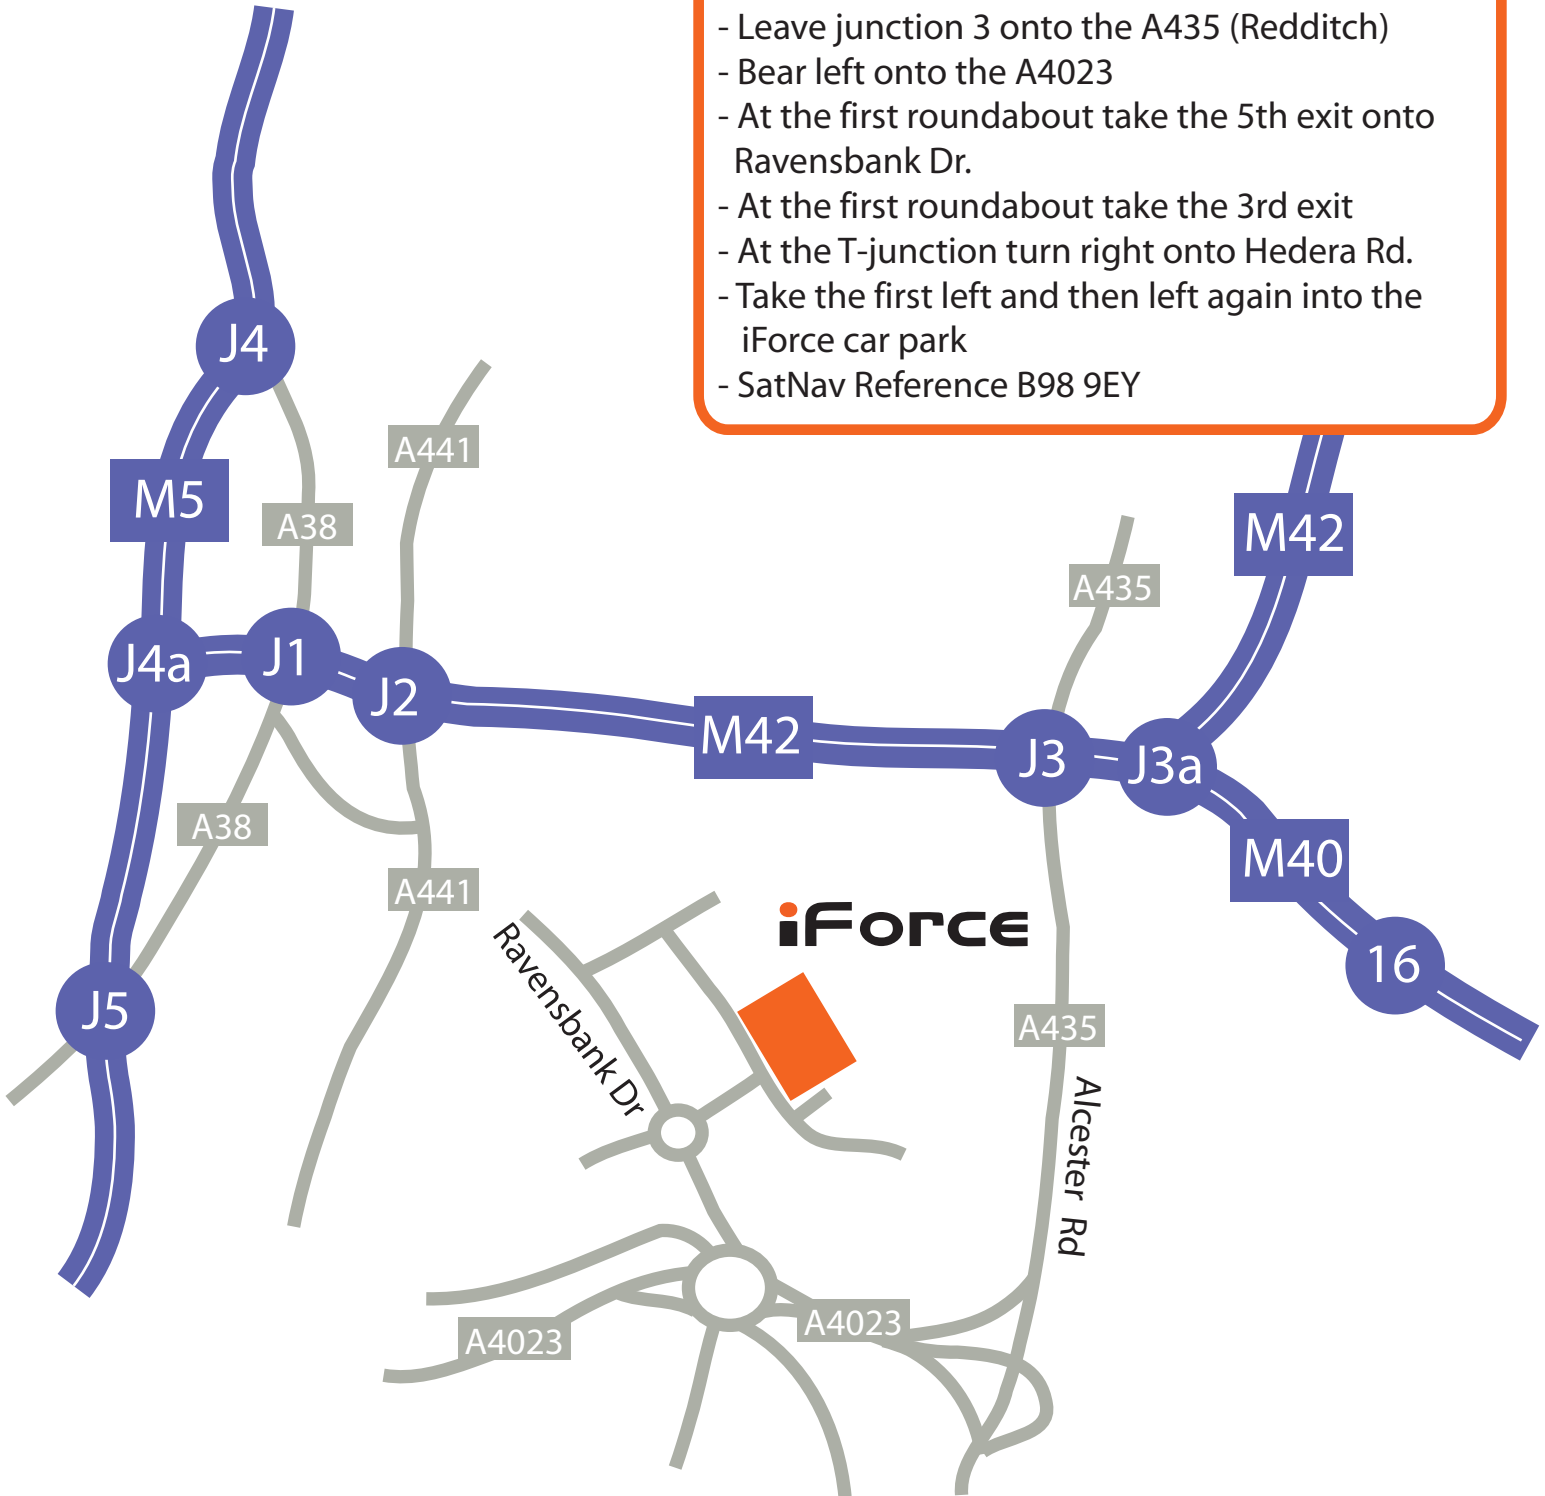 - Leave junction 3 onto the A435 (Redditch)
- Bear left onto the A4023
- At the first roundabout take the 5th exit onto
Ravensbank Dr.
- At the first roundabout take the 3rd exit
- At the T-junction turn right onto Hedera Rd.
- Take the first left and then left again into the
iForce car park
- SatNav Reference B98 9EY
J4
A441
M5
A38
M42
A435
J4a
J1
J2
M42
J3
J3a
A38
M40
A441
iForce
Ravensbank Dr
16
J5
A435
Alcester Rd
A4023
A4023